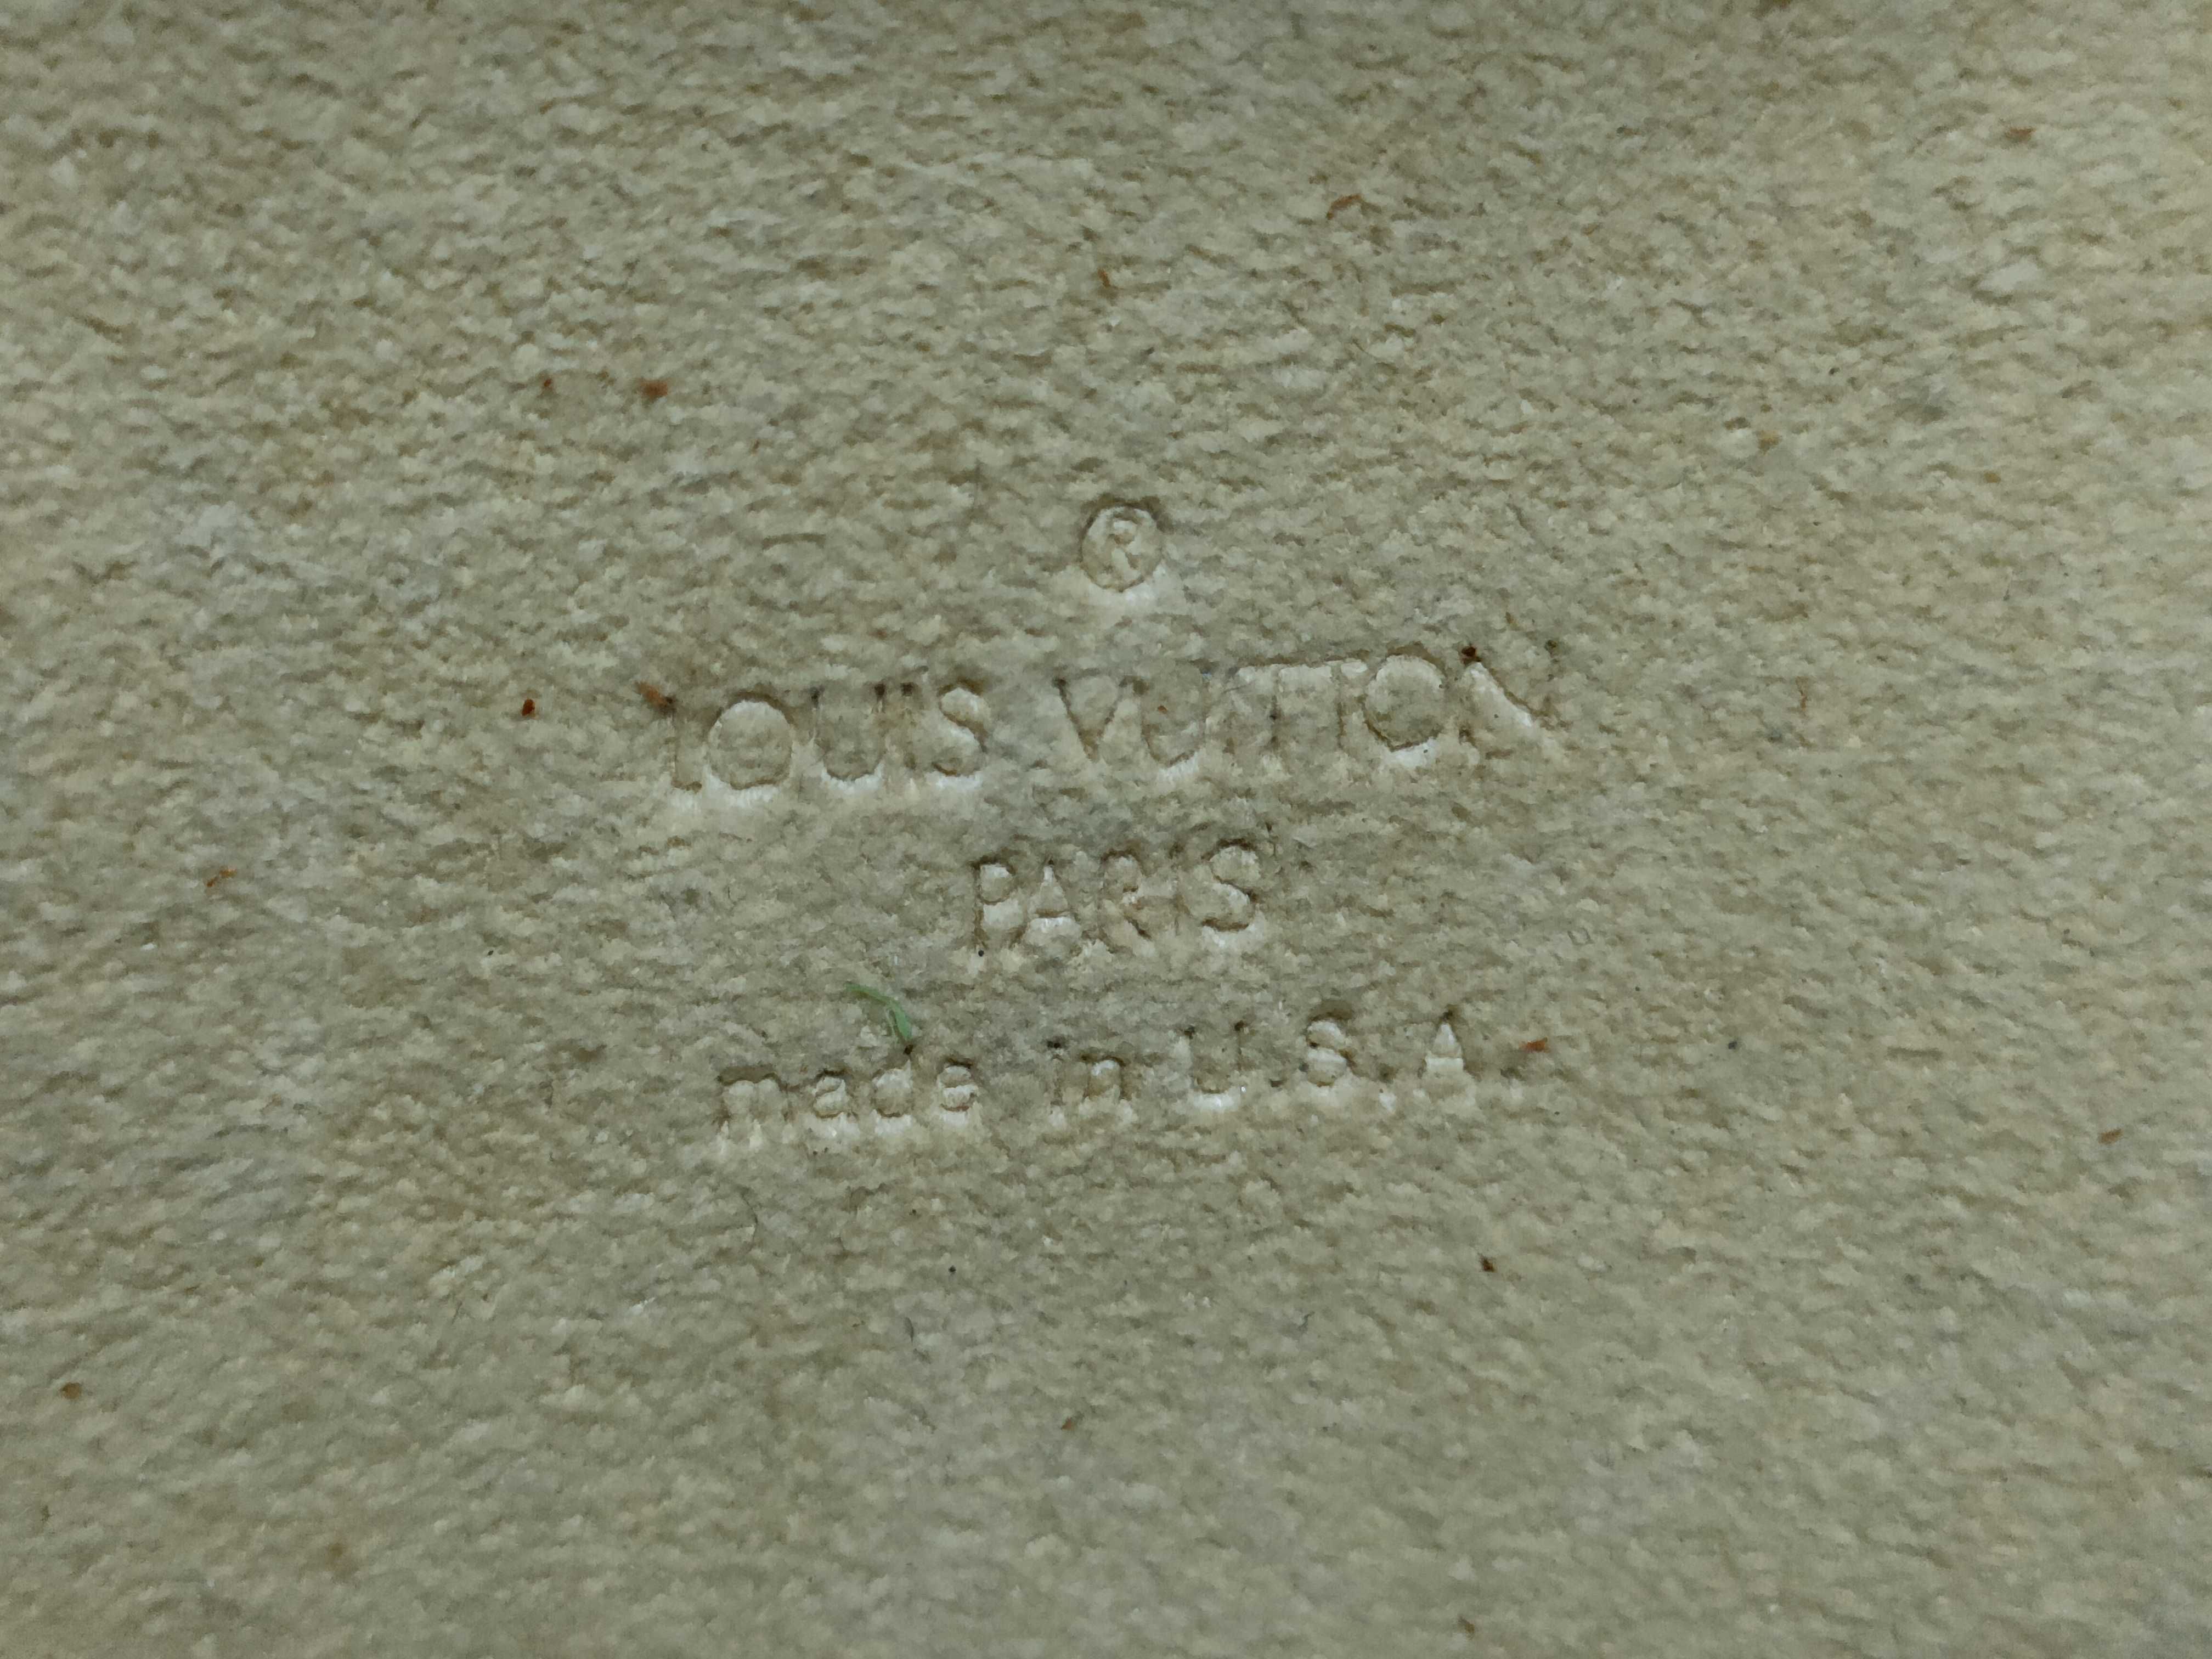 ®
LOUIS VUITTON
PARIS
made in U.S.A.